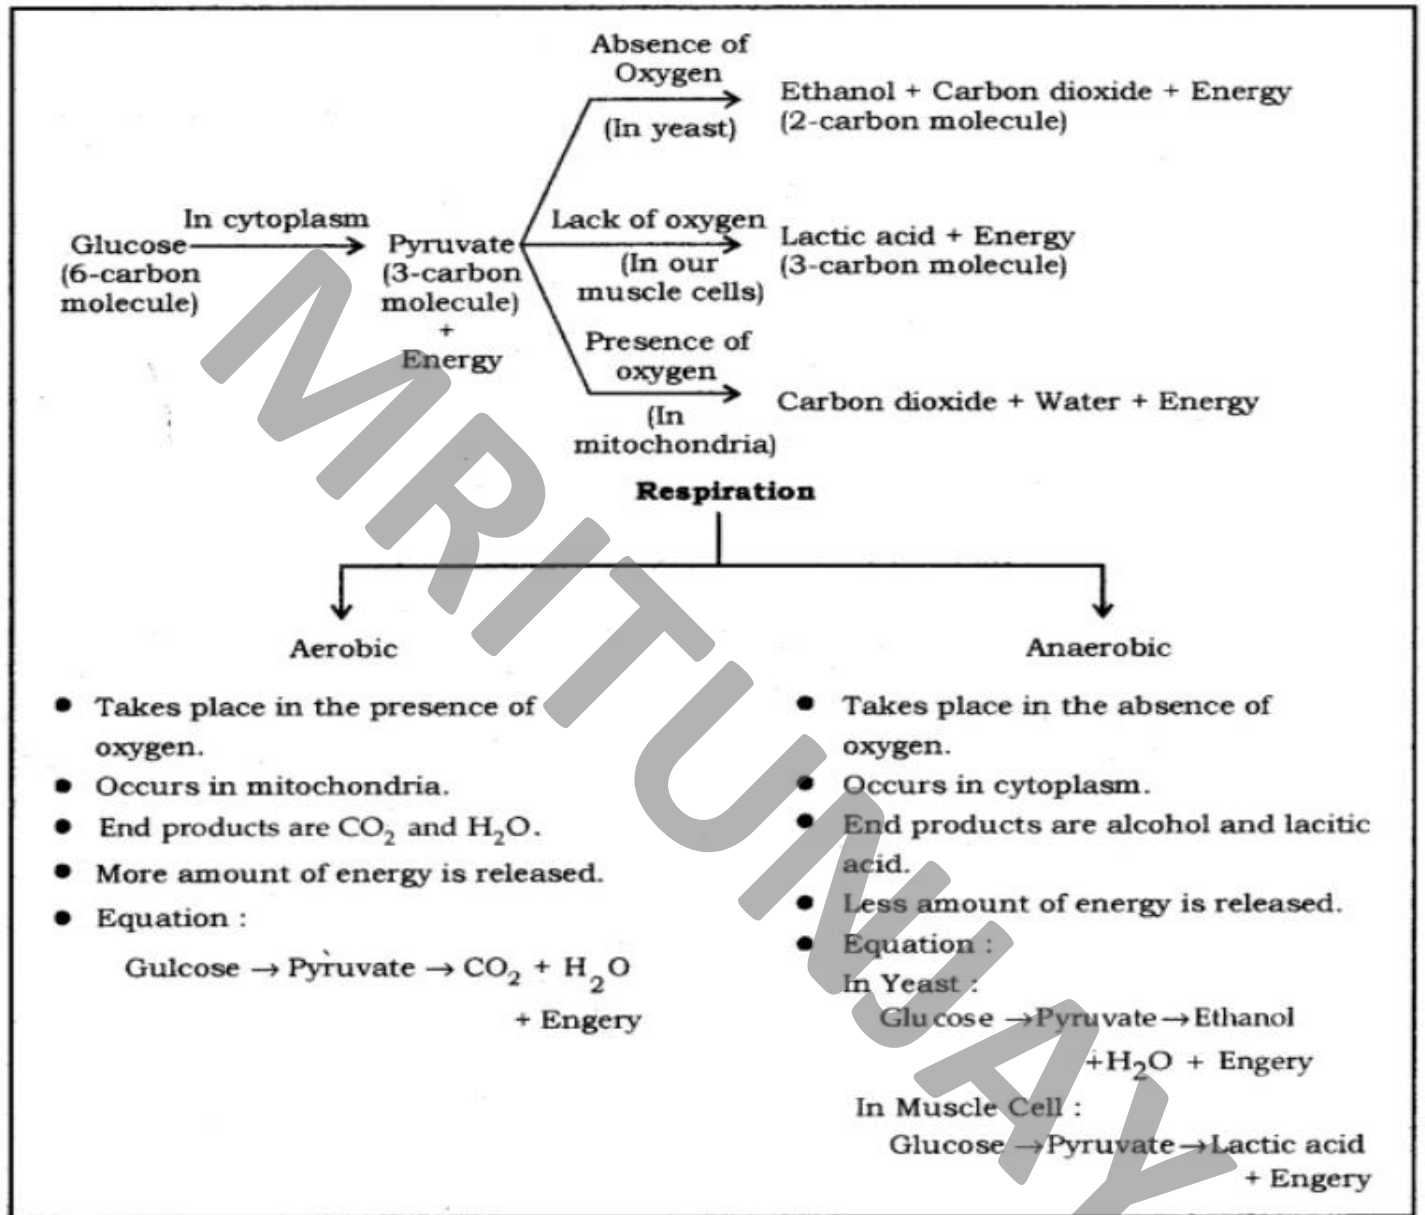 Absence of
Oxygen
Ethanol + Carbon dioxide + Energy
(In yeast)
(2-carbon molecule)
In cytoplasm
Lack of oxygen
Glucose
Pyruvate
Lactic acid + Energy
(6-carbon
molecule)
(3-carbon
molecule)
+
Energy
(In our
muscle cells)
(3-carbon molecule)
Presence of
oxygen
Carbon dioxide + Water + Energy
(In
mitochondria)
Respiration
Aerobic
● Takes place in the presence of
oxygen.
● Occurs in mitochondria.
● End products are CO₂ and H₂O.
● More amount of energy is released.
● Equation :
Gulcose → Pyruvate → CO₂ + H₂O
+ Engery
Anaerobic
● Takes place in the absence of
oxygen.
● Occurs in cytoplasm.
● End products are alcohol and lacitic
acid.
● Less amount of energy is released.
● Equation :
In Yeast :
Glucose → Pyruvate → Ethanol
+H₂O + Engery
In Muscle Cell :
Glucose → Pyruvate → Lactic acid
+ Engery
MRITUNJAY